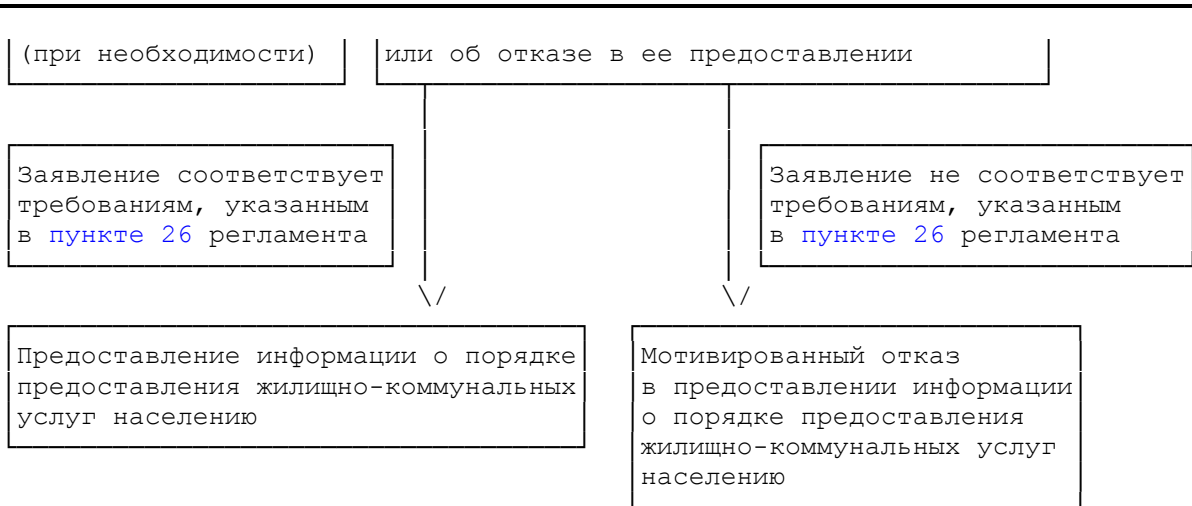 (при необходимости)
или об отказе в ее предоставлении
Заявление соответствует
требованиям, указанным
в пункте 26 регламента
Заявление не соответствует
требованиям, указанным
в пункте 26 регламента
\/
\/
Предоставление информации о порядке
предоставления жилищно-коммунальных
услуг населению
Мотивированный отказ
в предоставлении информации
о порядке предоставления
жилищно-коммунальных услуг
населению